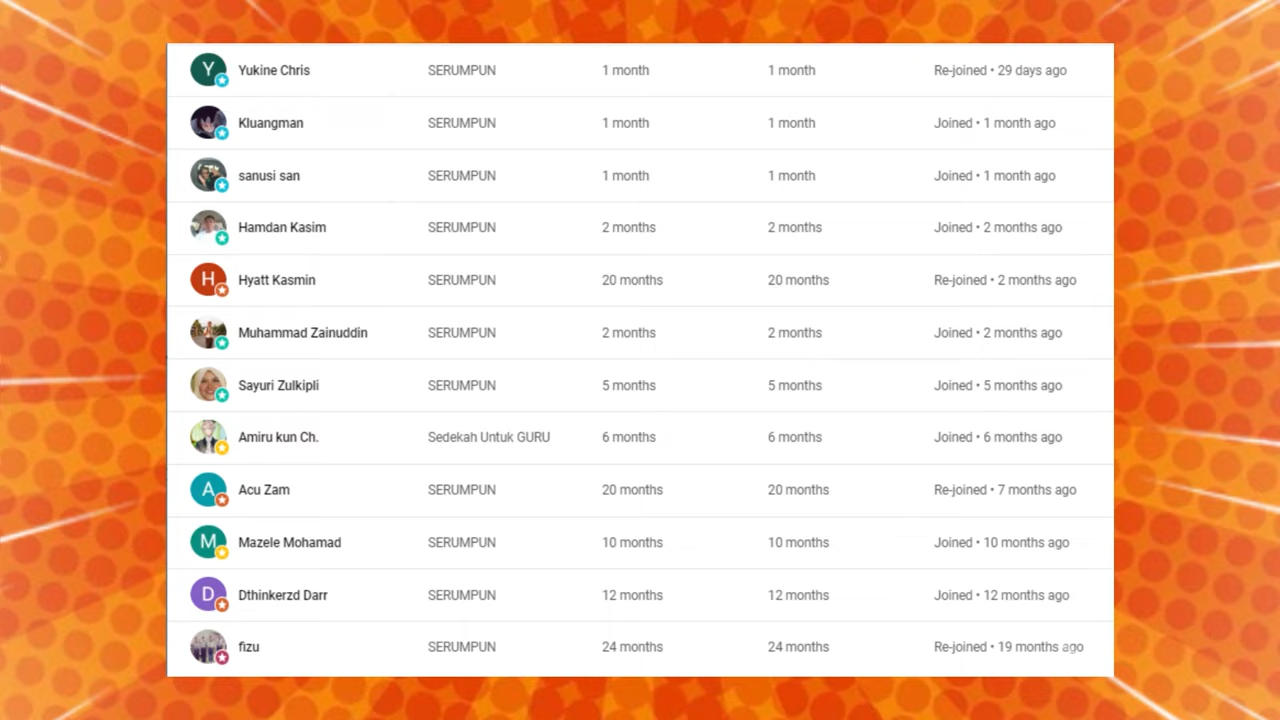 Y Yukine Chris SERUMPUN 1 month 1 month Re-joined • 29 days ago
Kluangman SERUMPUN 1 month 1 month Joined • 1 month ago
sanusi san SERUMPUN 1 month 1 month Joined • 1 month ago
Hamdan Kasim SERUMPUN 2 months 2 months Joined • 2 months ago
H Hyatt Kasmin SERUMPUN 20 months 20 months Re-joined • 2 months ago
Muhammad Zainuddin SERUMPUN 2 months 2 months Joined • 2 months ago
Sayuri Zulkipli SERUMPUN 5 months 5 months Joined • 5 months ago
Amiru kun Ch. Sedekah Untuk GURU 6 months 6 months Joined • 6 months ago
A Acu Zam SERUMPUN 20 months 20 months Re-joined • 7 months ago
M Mazele Mohamad SERUMPUN 10 months 10 months Joined • 10 months ago
D Dthinkerzd Darr SERUMPUN 12 months 12 months Joined • 12 months ago
fizu SERUMPUN 24 months 24 months Re-joined • 19 months ago